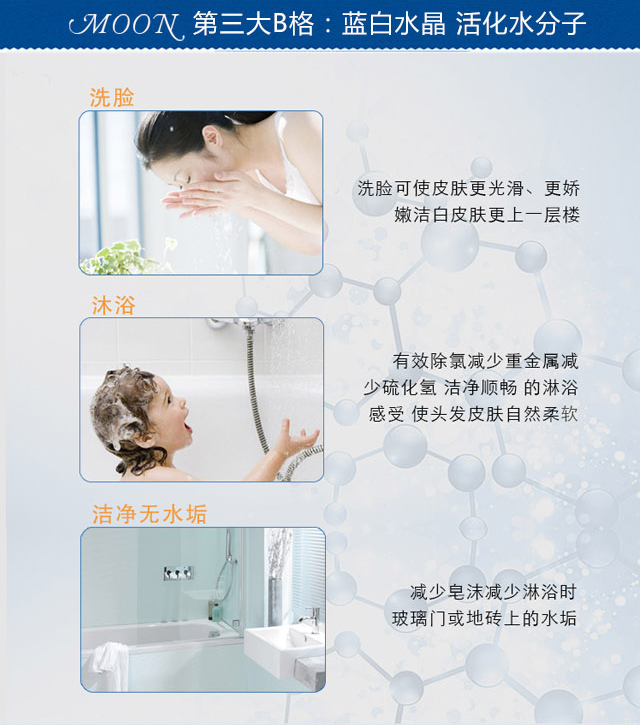 MOON 第三大B格：蓝白水晶 活化水分子
洗脸
洗脸可使皮肤更光滑、更娇
嫩洁白皮肤更上一层楼
沐浴
有效除氯减少重金属减
少硫化氢 洁净顺畅 的淋浴
感受 使头发皮肤自然柔软
洁净无水垢
减少皂沫减少淋浴时
玻璃门或地砖上的水垢